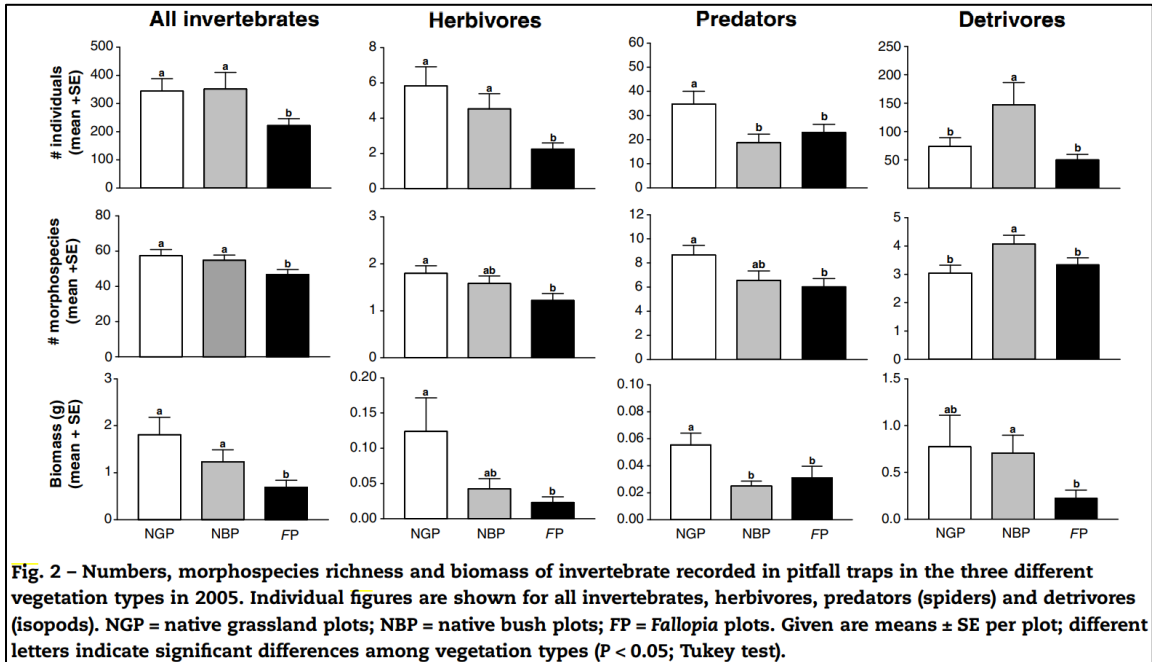 All invertebrates
Herbivores
Predators
Detrivores
# individuals
(mean +SE)
500
400
300
200
100
0
a
a
b
8
6
4
2
0
a
a
b
60
50
40
30
20
10
0
a
b
b
250
200
150
100
50
b
a
b
# morphospecies
(mean +SE)
80
60
40
20
0
a
a
b
3
2
1
0
a
ab
b
12
10
8
6
4
2
0
a
ab
b
5
4
3
2
1
0
b
a
b
Biomass (g)
(mean + SE)
3
2
1
0
a
a
b
NGP
NBP
FP
0.20
0.15
0.10
0.05
0.00
a
ab
b
NGP
NBP
FP
0.10
0.08
0.06
0.04
0.02
0.00
a
b
b
NGP
NBP
FP
1.5
1.0
0.5
0.0
ab
a
b
NGP
NBP
FP
Fig. 2 – Numbers, morphospecies richness and biomass of invertebrate recorded in pitfall traps in the three different
vegetation types in 2005. Individual figures are shown for all invertebrates, herbivores, predators (spiders) and detrivores
(isopods). NGP = native grassland plots; NBP = native bush plots; FP = Fallopia plots. Given are means ± SE per plot; different
letters indicate significant differences among vegetation types (P < 0.05; Tukey test).